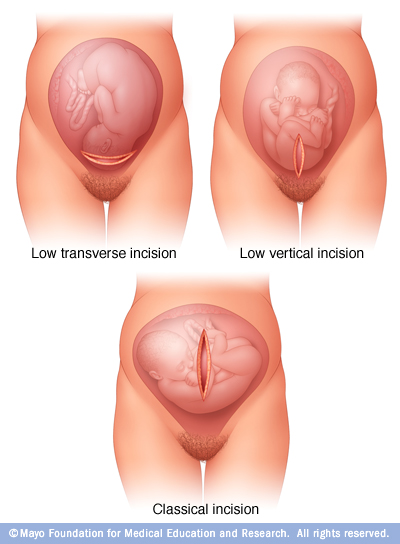 Low transverse incision
Low vertical incision
Classical incision
©Mayo Foundation for Medical Education and Research. All rights reserved.